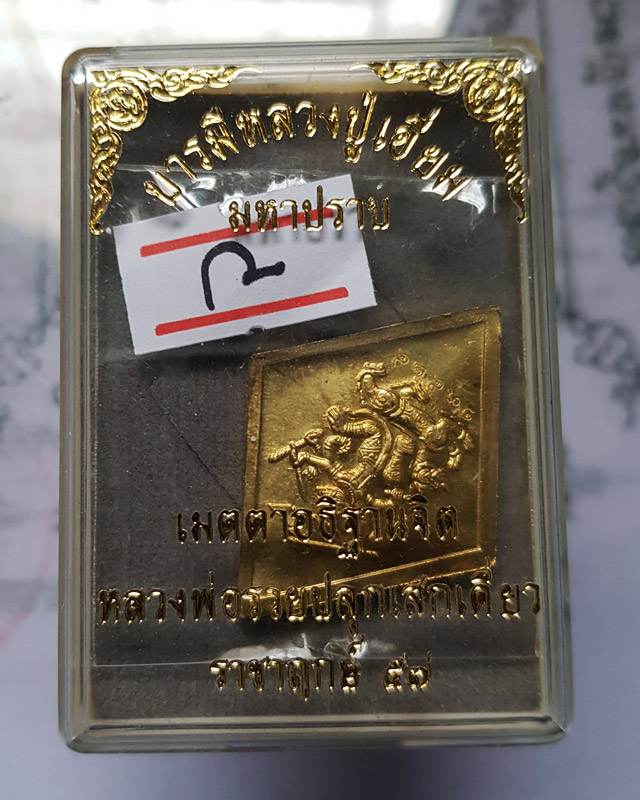 บารมีหลวงปู่เอี่ยม
มหาปราบ
ว
เมตตาอธิฐานจิต
หลวงพ่อรวยปลุกเสกเดี่ยว
ราชาฤกษ์ ๕๗